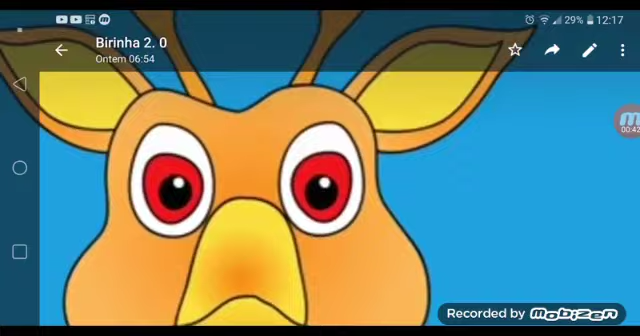 29% 12:17
Birinha 2. 0
Ontem 06:54
00:42
Recorded by mobizen